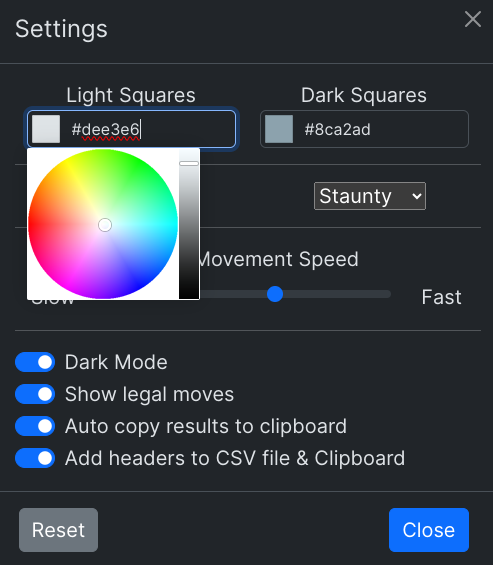 Settings
Light Squares
Dark Squares
#dee3e6
#8ca2ad
Staunty
Movement Speed
Slow
Fast
Dark Mode
Show legal moves
Auto copy results to clipboard
Add headers to CSV file & Clipboard
Reset
Close